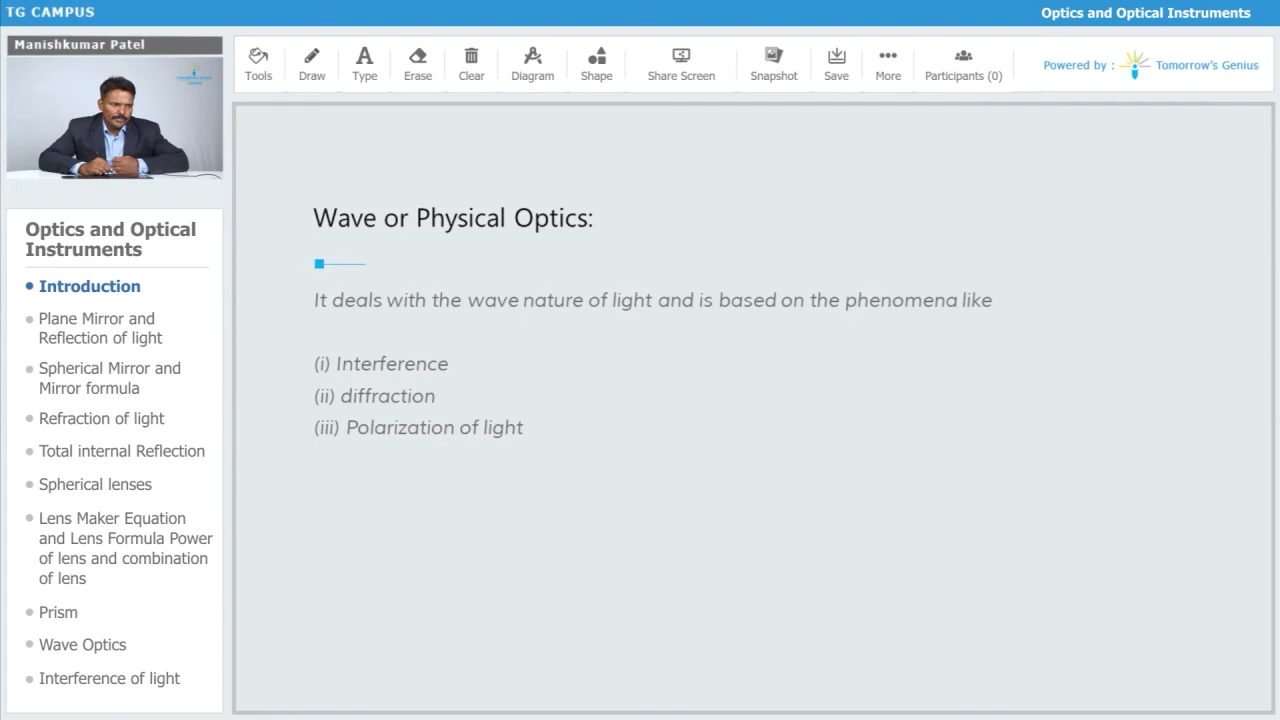 TG CAMPUS
Optics and Optical Instruments
Manishkumar Patel
Tools
Draw
Type
Erase
Clear
Diagram
Shape
Share Screen
Snapshot
Save
More
Participants (0)
Powered by :
Tomorrow's Genius
Optics and Optical
Instruments
Introduction
Plane Mirror and
Reflection of light
Spherical Mirror and
Mirror formula
Refraction of light
Total internal Reflection
Spherical lenses
Lens Maker Equation
and Lens Formula Power
of lens and combination
of lens
Prism
Wave Optics
Interference of light
Wave or Physical Optics:
It deals with the wave nature of light and is based on the phenomena like
(i) Interference
(ii) diffraction
(iii) Polarization of light